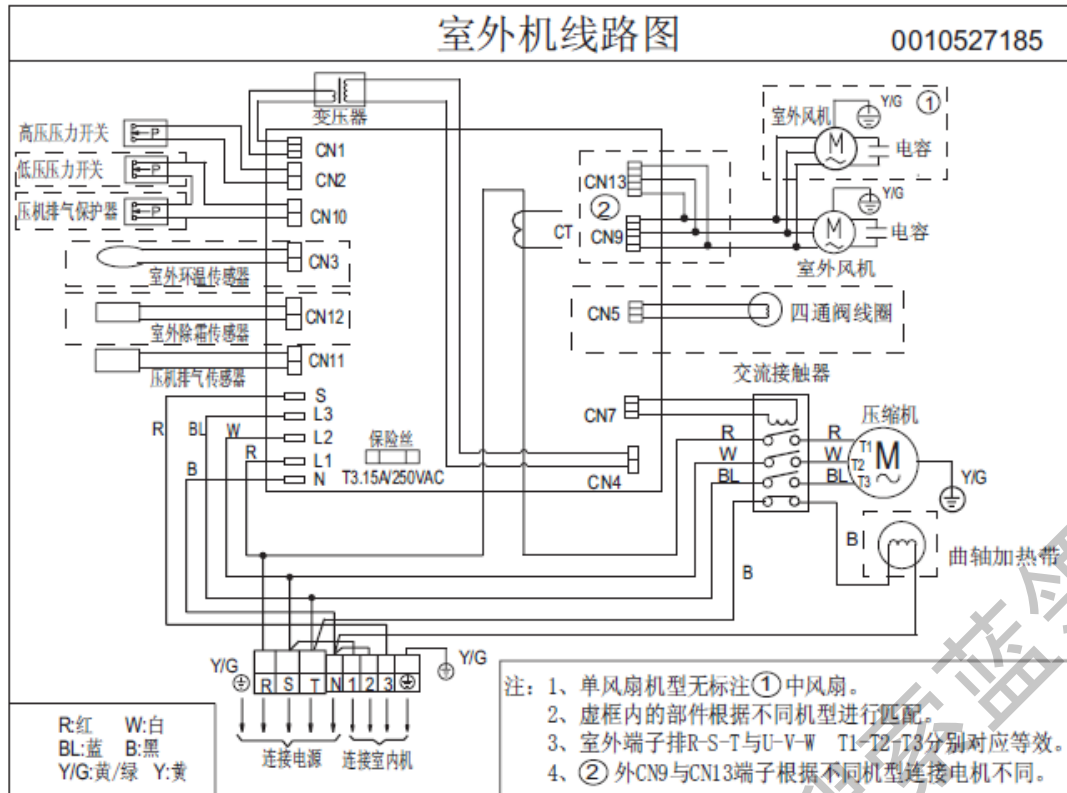 室外机线路图
0010527185
变压器
高压压力开关
低压压力开关
压机排气保护器
室外环温传感器
室外除霜传感器
压机排气传感器
CN1
CN2
CN10
CN3
CN12
CN11
S
L3
L2
L1
N
R
BL
W
R
B
保险丝
T3.15A/250VAC
CT
CN13
②
CN9
CN5
CN7
CN4
室外风机
Y/G
①
M
电容
Y/G
M
电容
室外风机
四通阀线圈
交流接触器
压缩机
R
W
BL
R
W
BL
T1
T2
T3
M
Y/G
B
B
曲轴加热带
Y/G
R S T N 1 2 3
Y/G
连接电源
连接室内机
R:红 W:白
BL:蓝 B:黑
Y/G:黄/绿 Y:黄
注：1、单风扇机型无标注①中风扇。
2、虚框内的部件根据不同机型进行匹配。
3、室外端子排R-S-T与U-V-W T1-T2-T3分别对应等效。
4、②外CN9与CN13端子根据不同机型连接电机不同。